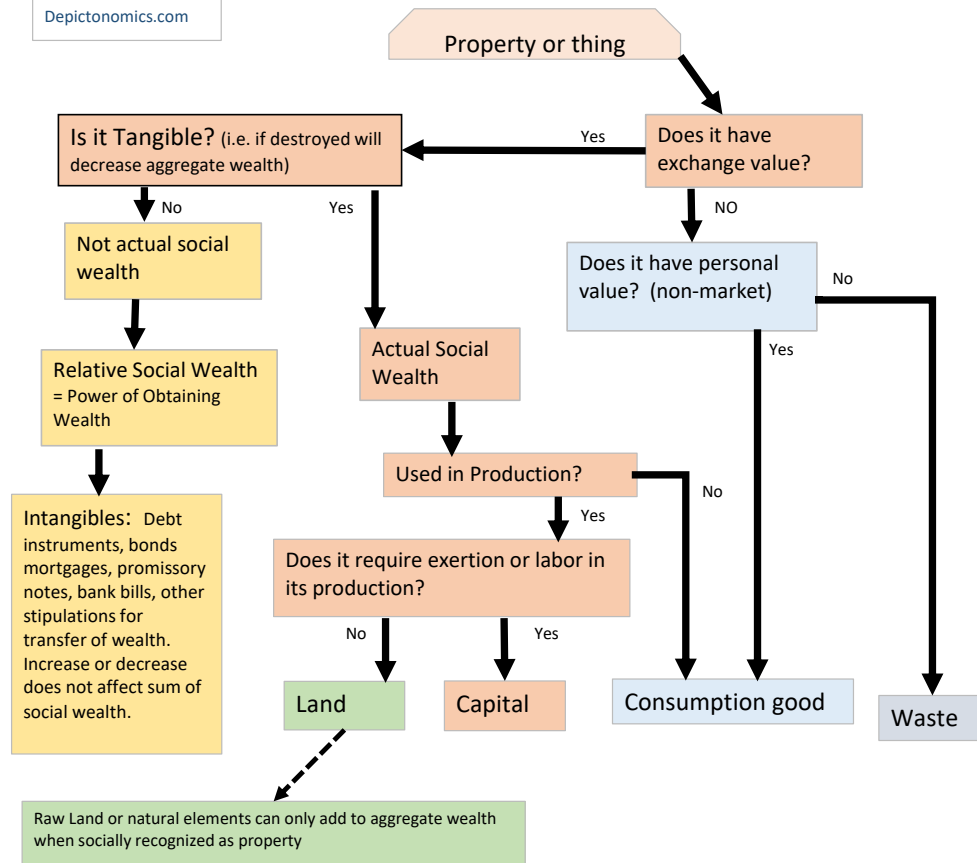 Depictonomics.com
Property or thing
Is it Tangible? (i.e. if destroyed will
decrease aggregate wealth)
Yes
Does it have
exchange value?
No
Yes
NO
Not actual social
wealth
Does it have personal
value?  (non-market)
No
Yes
Relative Social Wealth
= Power of Obtaining
Wealth
Actual Social
Wealth
Used in Production?
No
Yes
Intangibles: Debt
instruments, bonds
mortgages, promissory
notes, bank bills, other
stipulations for
transfer of wealth.
Increase or decrease
does not affect sum of
social wealth.
Does it require exertion or labor in
its production?
No
Yes
Land
Capital
Consumption good
Waste
Raw Land or natural elements can only add to aggregate wealth
when socially recognized as property